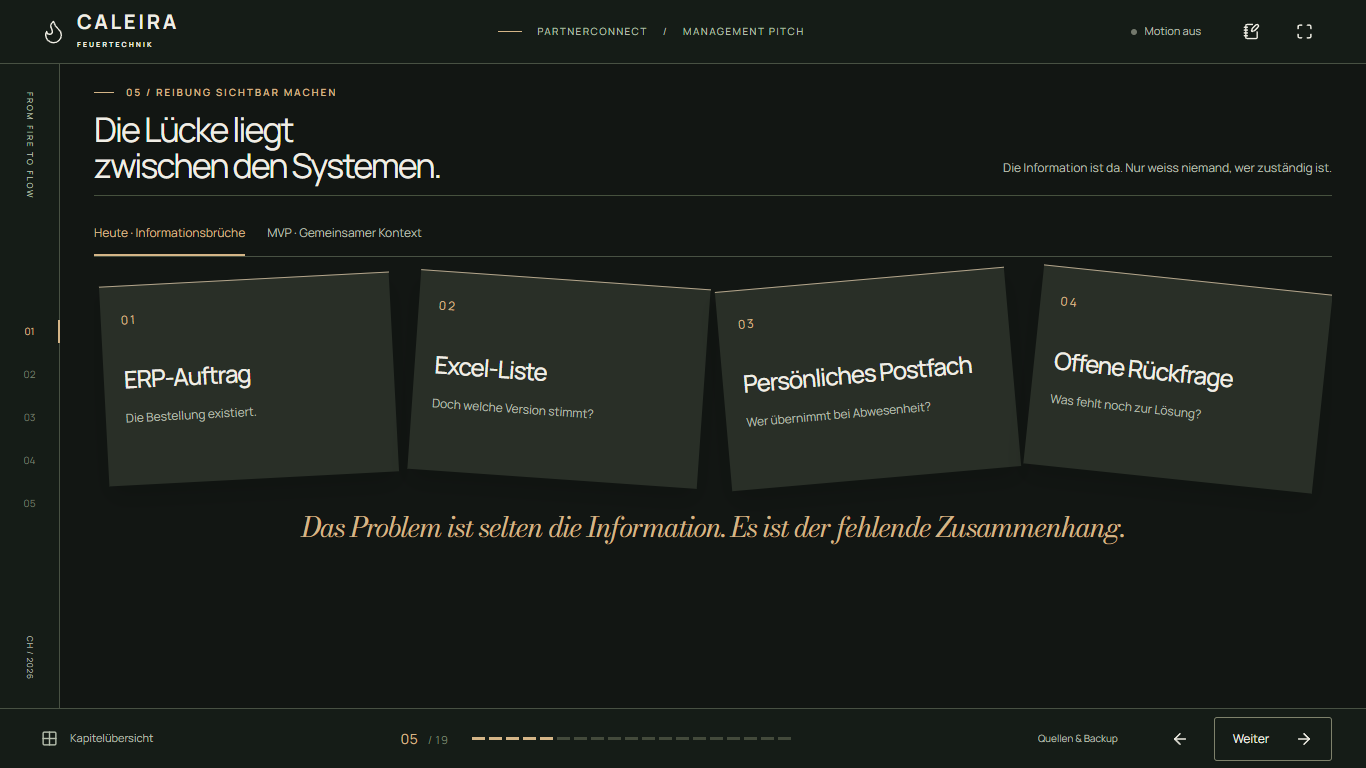 CALEIRA
FEUERTECHNIK
PARTNERCONNECT / MANAGEMENT PITCH
Motion aus
FROM FIRE TO FLOW
01
02
03
04
05
CH / 2026
05 / REIBUNG SICHTBAR MACHEN
Die Lücke liegt
zwischen den Systemen.
Die Information ist da. Nur weiss niemand, wer zuständig ist.
Heute · Informationsbrüche
MVP · Gemeinsamer Kontext
01
ERP-Auftrag
Die Bestellung existiert.
02
Excel-Liste
Doch welche Version stimmt?
03
Persönliches Postfach
Wer übernimmt bei Abwesenheit?
04
Offene Rückfrage
Was fehlt noch zur Lösung?
Das Problem ist selten die Information. Es ist der fehlende Zusammenhang.
Kapitelübersicht
05 / 19
Quellen & Backup
Weiter